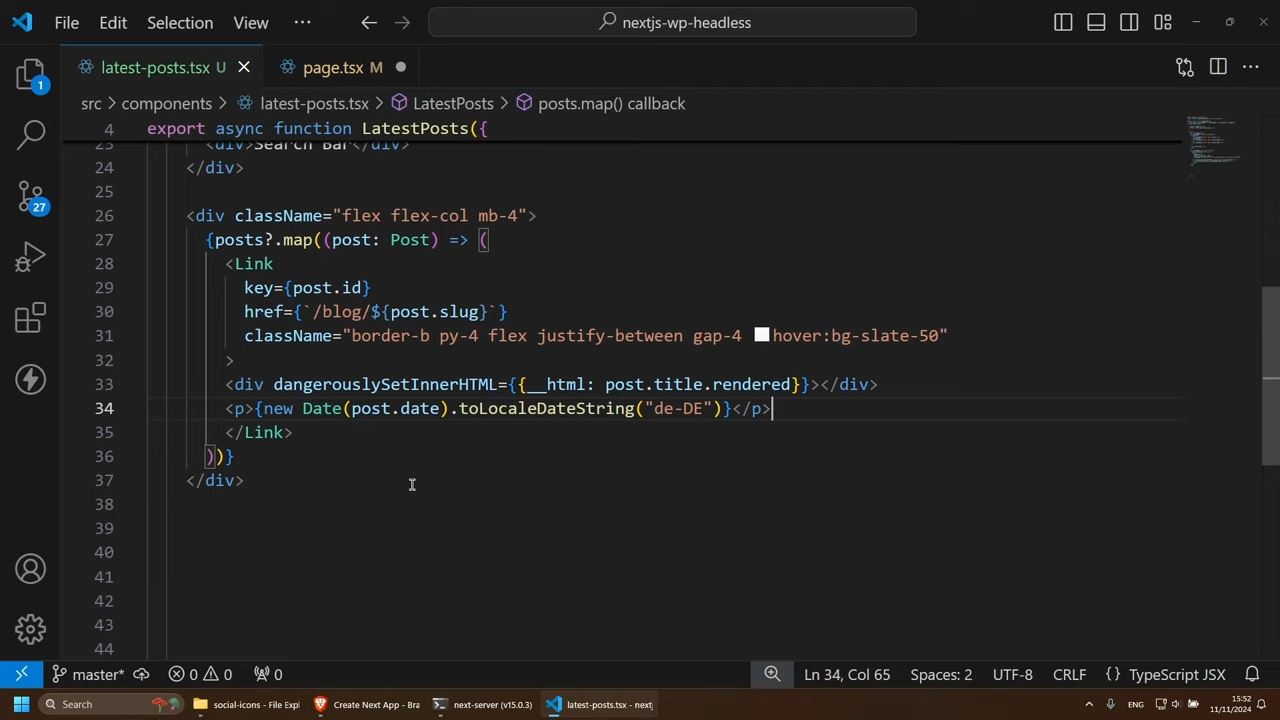 File Edit Selection View ··· nextjs-wp-headless
latest-posts.tsx U page.tsx M
src > components > latest-posts.tsx > LatestPosts > posts.map() callback
4 export async function LatestPosts({
23 <div>Search Bar</div>
24 </div>
25
26 <div className="flex flex-col mb-4">
27 {posts?.map((post: Post) => (
28 <Link
29 key={post.id}
30 href={`/blog/${post.slug}`}
31 className="border-b py-4 flex justify-between gap-4 hover:bg-slate-50"
32 >
33 <div dangerouslySetInnerHTML={{__html: post.title.rendered}}></div>
34 <p>{new Date(post.date).toLocaleDateString("de-DE")}</p>
35 </Link>
36 ))}
37 </div>
38
39
40
41
42
43
44
1
27
master* 0 0 0 Ln 34, Col 65 Spaces: 2 UTF-8 CRLF {} TypeScript JSX
Search social-icons - File Expl Create Next App - Bra next-server (v15.0.3) latest-posts.tsx - nextj ENG 15:52
11/11/2024